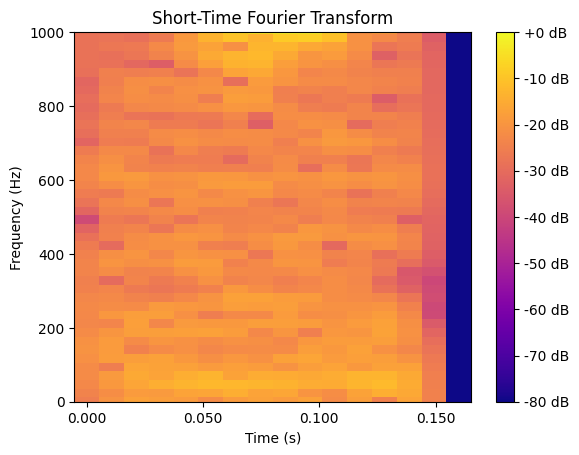 Short-Time Fourier Transform
1000
800
600
400
200
0
Frequency (Hz)
0.000
0.050
0.100
0.150
Time (s)
+0 dB
-10 dB
-20 dB
-30 dB
-40 dB
-50 dB
-60 dB
-70 dB
-80 dB